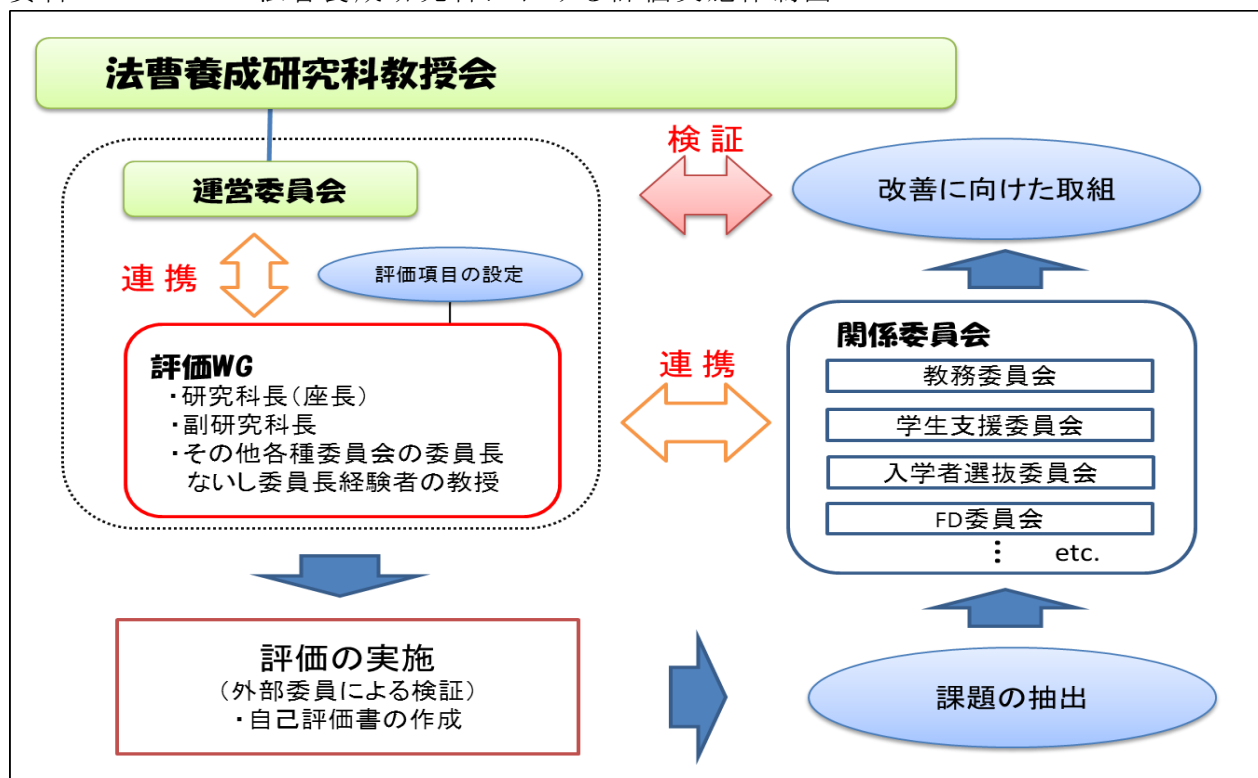 法曹養成研究科教授会
検 証
運営委員会
改善に向けた取組
連 携
評価項目の設定
関係委員会
評価WG
・研究科長(座長)
・副研究科長
・その他各種委員会の委員長
ないし委員長経験者の教授
連 携
教務委員会
学生支援委員会
入学者選抜委員会
FD委員会
⋮ etc.
評価の実施
(外部委員による検証)
・自己評価書の作成
課題の抽出